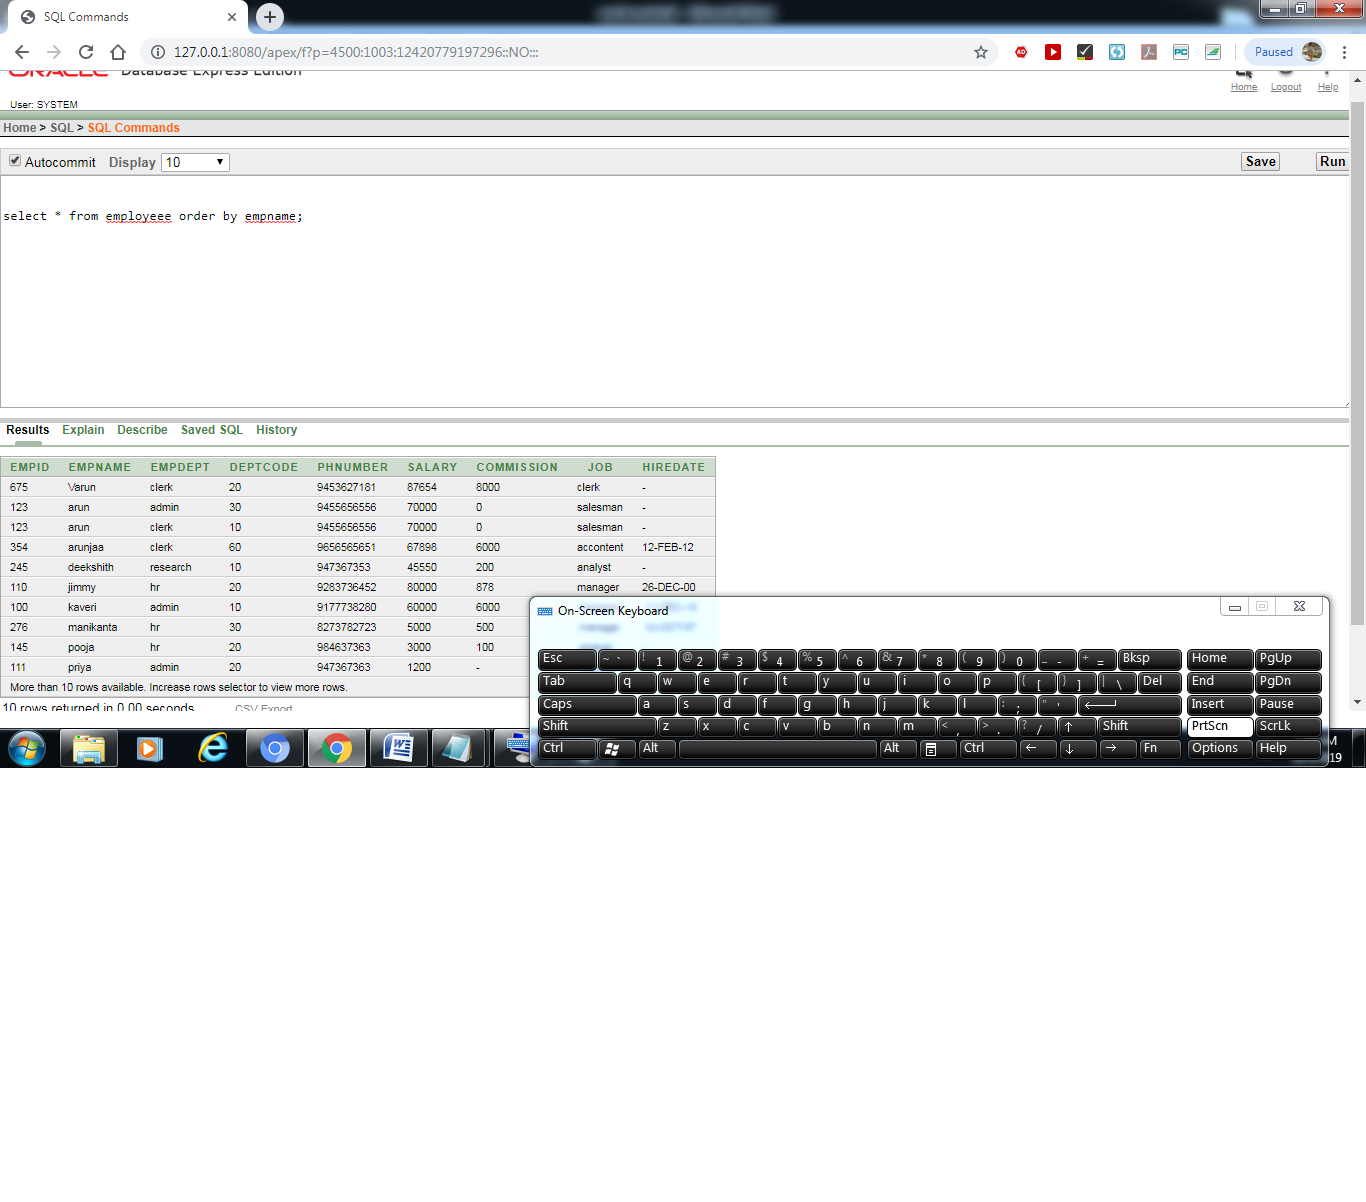 SQL Commands
127.0.0.1:8080/apex/f?p=4500:1003:12420779197296::NO:::
Paused
ORACLE Database Express Edition
User: SYSTEM
Home Logout Help
Home > SQL > SQL Commands
Autocommit Display 10 Save Run
select * from employeee order by empname;
Results Explain Describe Saved SQL History
EMPID EMPNAME EMPDEPT DEPTCODE PHNUMBER SALARY COMMISSION JOB HIREDATE
675 Varun clerk 20 9453627181 87654 8000 clerk -
123 arun admin 30 9455656556 70000 0 salesman -
123 arun clerk 10 9455656556 70000 0 salesman -
354 arunjaa clerk 60 9656565651 67898 6000 accontent 12-FEB-12
245 deekshith research 10 947367353 45550 200 analyst -
110 jimmy hr 20 9283736452 80000 878 manager 26-DEC-00
100 kaveri admin 10 9177738280 60000 6000
276 manikanta hr 30 8273782723 5000 500
145 pooja hr 20 984637363 3000 100
111 priya admin 20 947367363 1200 -
More than 10 rows available. Increase rows selector to view more rows.
10 rows returned in 0.00 seconds CSV Export
On-Screen Keyboard
Esc ~ ` ! 1 @ 2 # 3 $ 4 % 5 ^ 6 & 7 * 8 ( 9 ) 0 _ - + = Bksp Home PgUp
Tab q w e r t y u i o p { [ } ] | \ Del End PgDn
Caps a s d f g h j k l : ; " ' Insert Pause
Shift z x c v b n m < , > . ? / ↑ Shift PrtScn ScrLk
Ctrl Alt Alt Ctrl ← ↓ → Fn Options Help
M
19